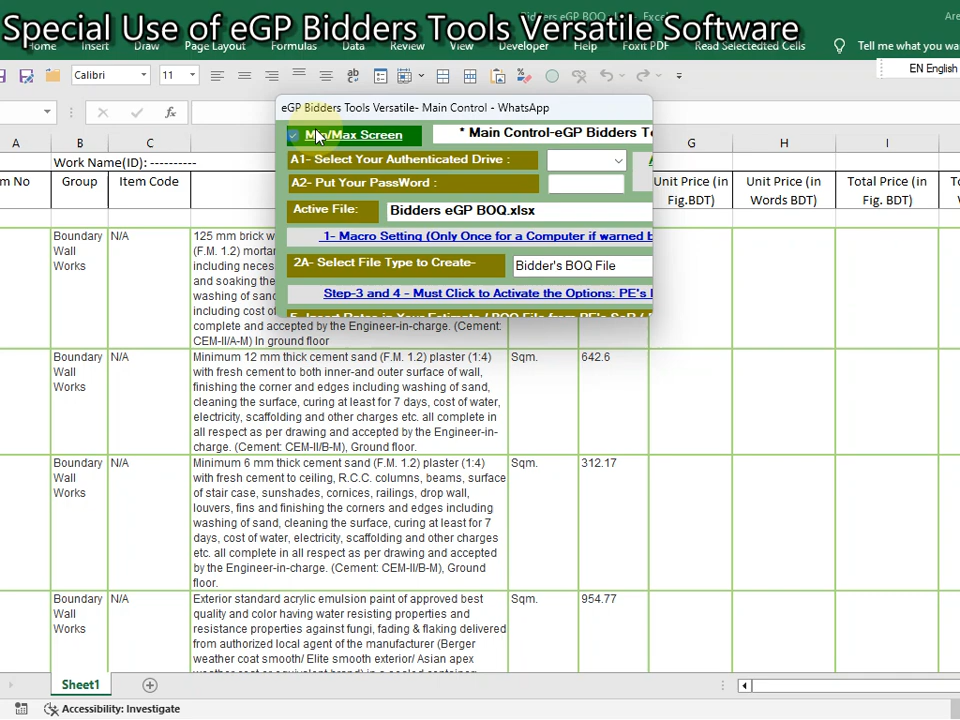 Special Use of eGP Bidders Tools Versatile Software
Home Insert Draw Page Layout Formulas Data Review View Developer Help Foxit PDF Read Selectedted Cells Tell me what you wa
Calibri 11 EN English
fx
eGP Bidders Tools Versatile- Main Control - WhatsApp
Min/Max Screen * Main Control-eGP Bidders T
A1- Select Your Authenticated Drive :
A2- Put Your PassWord :
Active File: Bidders eGP BOQ.xlsx
1- Macro Setting (Only Once for a Computer if warned b
2A- Select File Type to Create- Bidder's BOQ File
Step-3 and 4 - Must Click to Activate the Options: PE's
5- Insert Rates in Your Estimate / BOQ File from PE's SoR /
A B C G H I
Work Name(ID): ----------
m No Group Item Code Unit Price (in Fig.BDT) Unit Price (in Words BDT) Total Price (in Fig. BDT)
Boundary Wall Works N/A
125 mm brick w
(F.M. 1.2) morta
including neces
and soaking the
washing of sand
including cost o
complete and accepted by the Engineer-in-charge. (Cement:
CEM-II/A-M) In ground floor
Boundary Wall Works N/A
Minimum 12 mm thick cement sand (F.M. 1.2) plaster (1:4) Sqm. 642.6
with fresh cement to both inner-and outer surface of wall,
finishing the corner and edges including washing of sand,
cleaning the surface, curing at least for 7 days, cost of water,
electricity, scaffolding and other charges etc. all complete in
all respect as per drawing and accepted by the Engineer-in-
charge. (Cement: CEM-II/B-M), Ground floor.
Boundary Wall Works N/A
Minimum 6 mm thick cement sand (F.M. 1.2) plaster (1:4) Sqm. 312.17
with fresh cement to ceiling, R.C.C. columns, beams, surface
of stair case, sunshades, cornices, railings, drop wall,
louvers, fins and finishing the corners and edges including
washing of sand, cleaning the surface, curing at least for 7
days, cost of water, electricity, scaffolding and other charges
etc. all complete in all respect as per drawing and accepted
by the Engineer-in-charge. (Cement: CEM-II/B-M), Ground
floor.
Boundary Wall Works N/A
Exterior standard acrylic emulsion paint of approved best Sqm. 954.77
quality and color having water resisting properties and
resistance properties against fungi, fading & flaking delivered
from authorized local agent of the manufacturer (Berger
weather coat smooth/ Elite smooth exterior/ Asian apex
Sheet1
Accessibility: Investigate